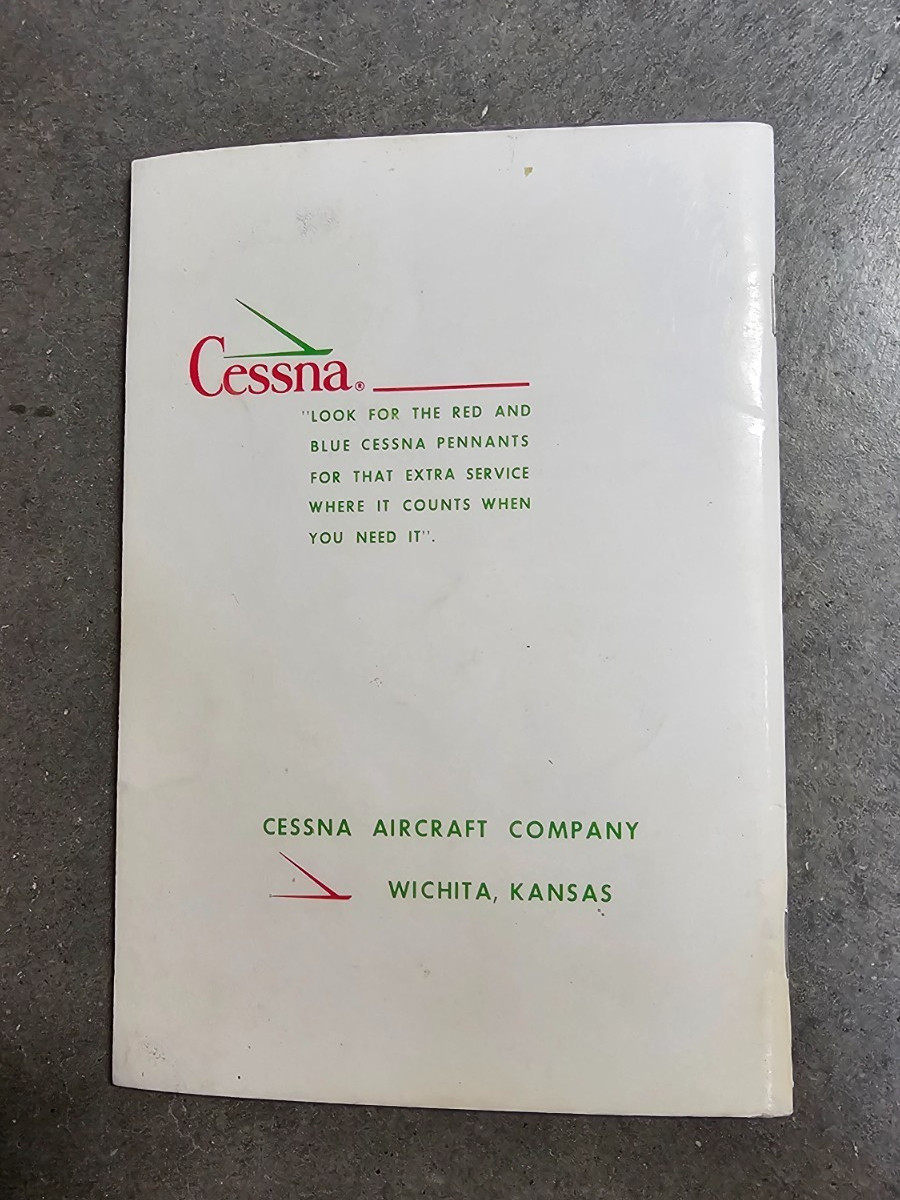 Cessna®
"LOOK FOR THE RED AND
BLUE CESSNA PENNANTS
FOR THAT EXTRA SERVICE
WHERE IT COUNTS WHEN
YOU NEED IT".
CESSNA AIRCRAFT COMPANY
WICHITA, KANSAS